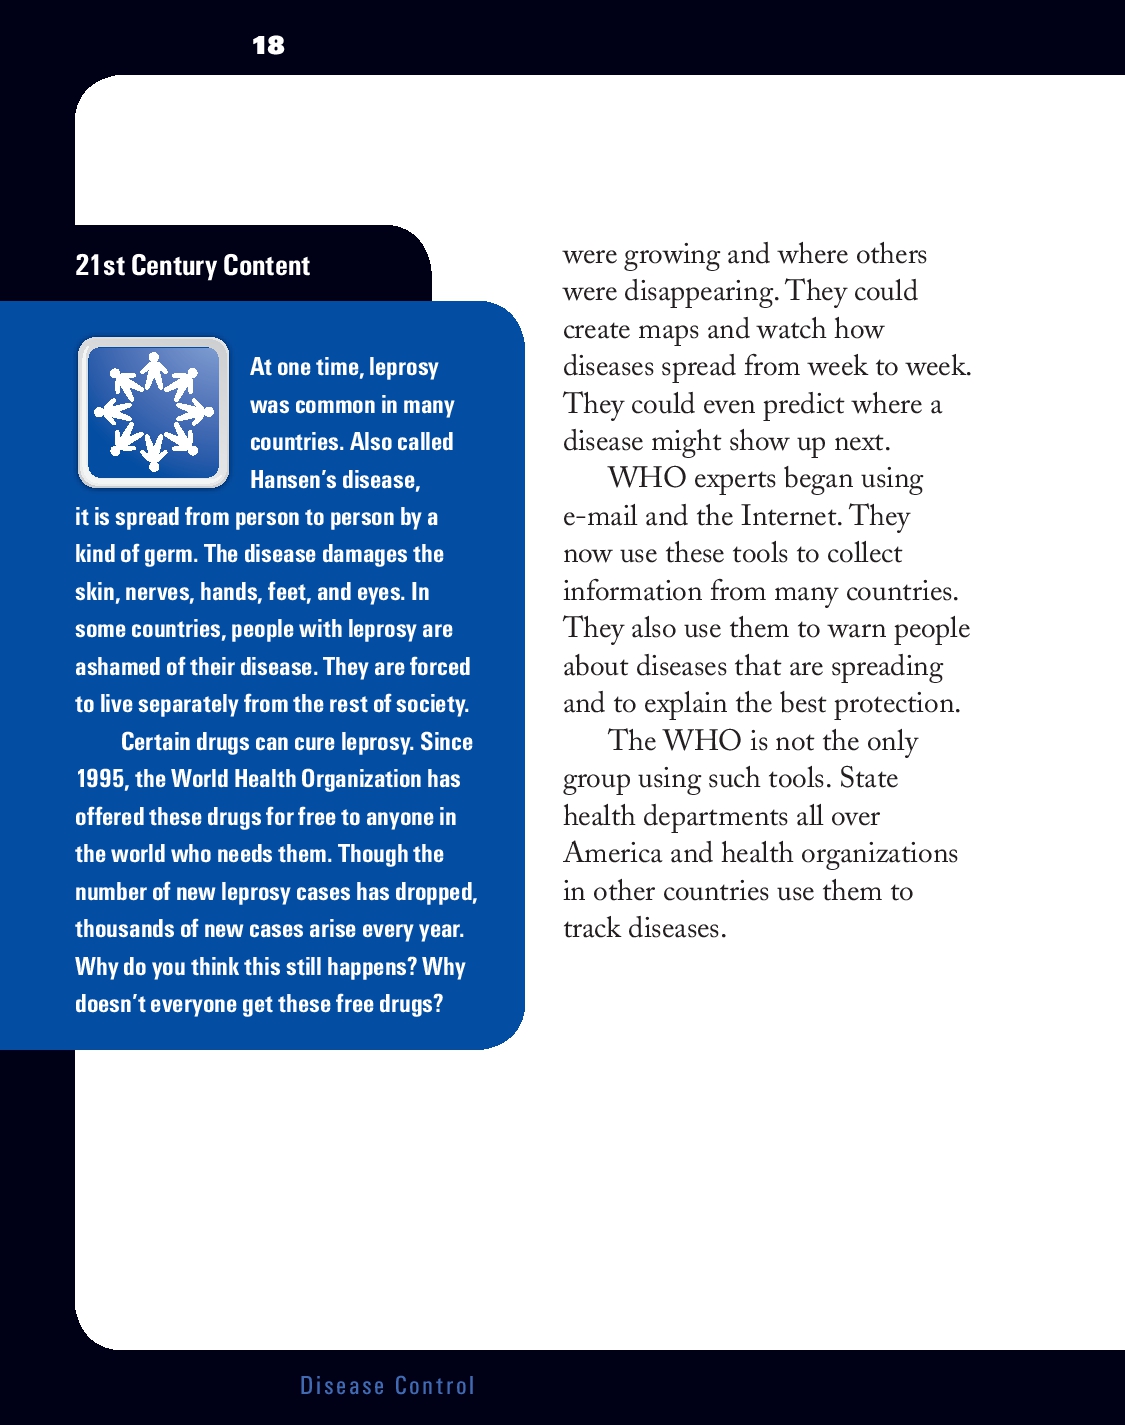 18
21st Century Content
At one time, leprosy
was common in many
countries. Also called
Hansen's disease,
it is spread from person to person by a
kind of germ. The disease damages the
skin, nerves, hands, feet, and eyes. In
some countries, people with leprosy are
ashamed of their disease. They are forced
to live separately from the rest of society.
Certain drugs can cure leprosy. Since
1995, the World Health Organization has
offered these drugs for free to anyone in
the world who needs them. Though the
number of new leprosy cases has dropped,
thousands of new cases arise every year.
Why do you think this still happens? Why
doesn't everyone get these free drugs?
were growing and where others
were disappearing. They could
create maps and watch how
diseases spread from week to week.
They could even predict where a
disease might show up next.
WHO experts began using
e-mail and the Internet. They
now use these tools to collect
information from many countries.
They also use them to warn people
about diseases that are spreading
and to explain the best protection.
The WHO is not the only
group using such tools. State
health departments all over
America and health organizations
in other countries use them to
track diseases.
Disease Control